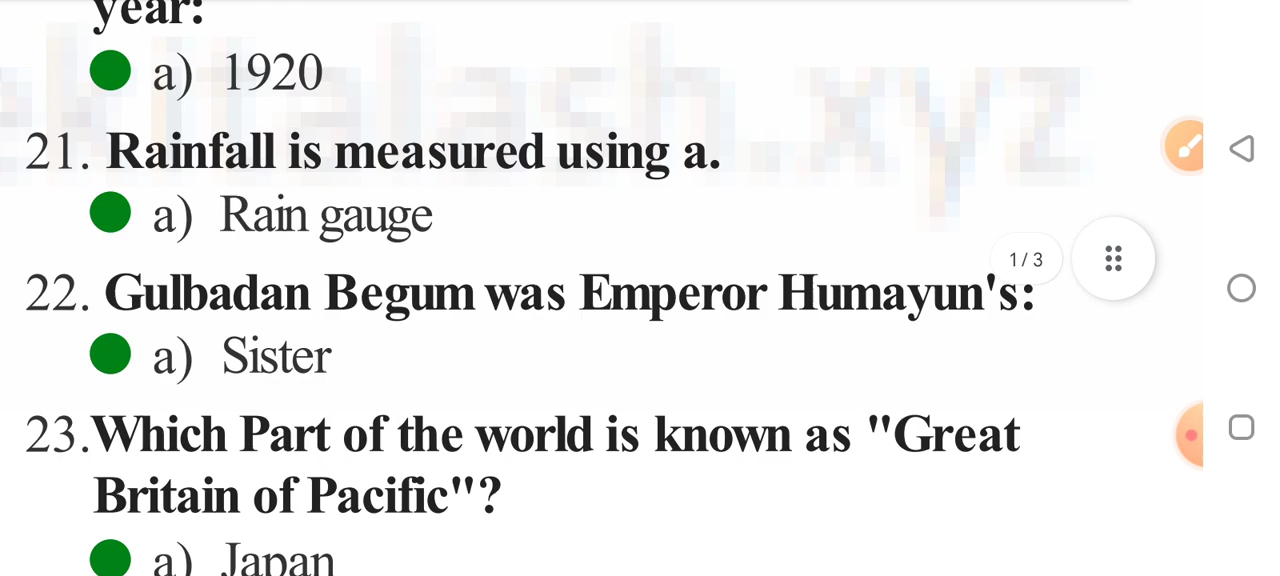 year:
a) 1920
21. Rainfall is measured using a.
a) Rain gauge
22. Gulbadan Begum was Emperor Humayun's:
1/3
a) Sister
23.Which Part of the world is known as "Great
Britain of Pacific"?
a) Japan